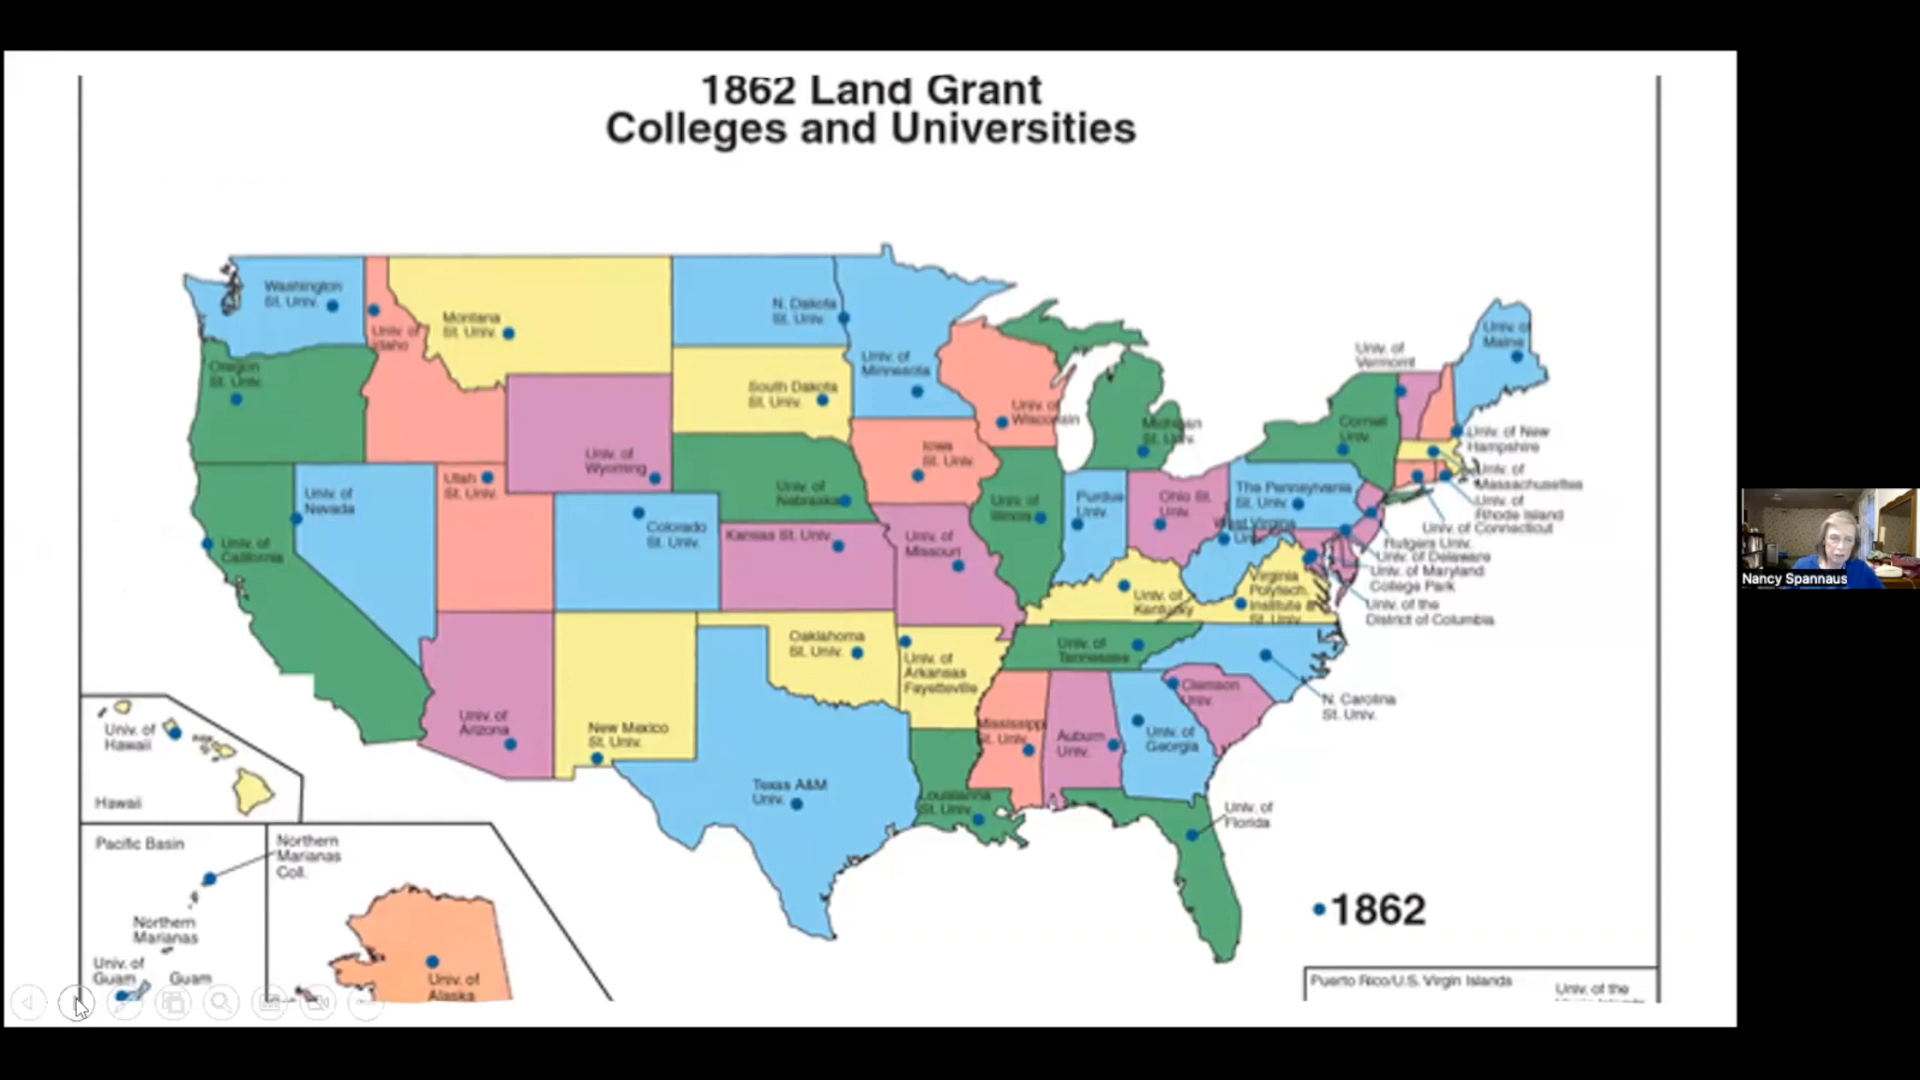 1862 Land Grant
Colleges and Universities
Washington
St. Univ.
Univ. of
Idaho
Montana
St. Univ.
N. Dakota
St. Univ.
Univ. of
Minnesota
Univ. of
Maine
Univ. of
Vermont
Oregon
St. Univ.
South Dakota
St. Univ.
Univ. of
Wisconsin
Michigan
St. Univ.
Cornell
Univ.
Univ. of New
Hampshire
Univ. of
Massachusettes
Univ. of
Rhode Island
Univ. of
Connecticut
Rutgers Univ.
Univ. of Delaware
Univ. of Maryland
College Park
Univ. of the
District of Columbia
Univ. of
Wyoming
Iowa
St. Univ.
Utah
St. Univ.
Univ. of
Nevada
Univ. of
Nebraska
Univ. of
Illinois
Purdue
Univ.
Ohio St.
Univ.
The Pennsylvania
St. Univ.
West Virginia
Univ.
Univ. of
California
Colorado
St. Univ.
Kansas St. Univ.
Univ. of
Missouri
Univ. of
Kentucky
Virginia
Polytech.
Institute &
St. Univ.
Oaklahoma
St. Univ.
Univ. of
Arkansas
Fayetteville
Univ. of
Tennessee
N. Carolina
St. Univ.
Clemson
Univ.
Univ. of
Arizona
New Mexico
St. Univ.
Mississippi
St. Univ.
Auburn
Univ.
Univ. of
Georgia
Texas A&M
Univ.
Louisianna
St. Univ.
Univ. of
Florida
Univ. of
Hawaii
Hawaii
Pacific Basin
Northern
Marianas
Coll.
Northern
Marianas
Univ. of
Guam
Guam
Univ. of
Alaska
1862
Puerto Rico/U.S. Virgin Islands
Univ. of the
Nancy Spannaus